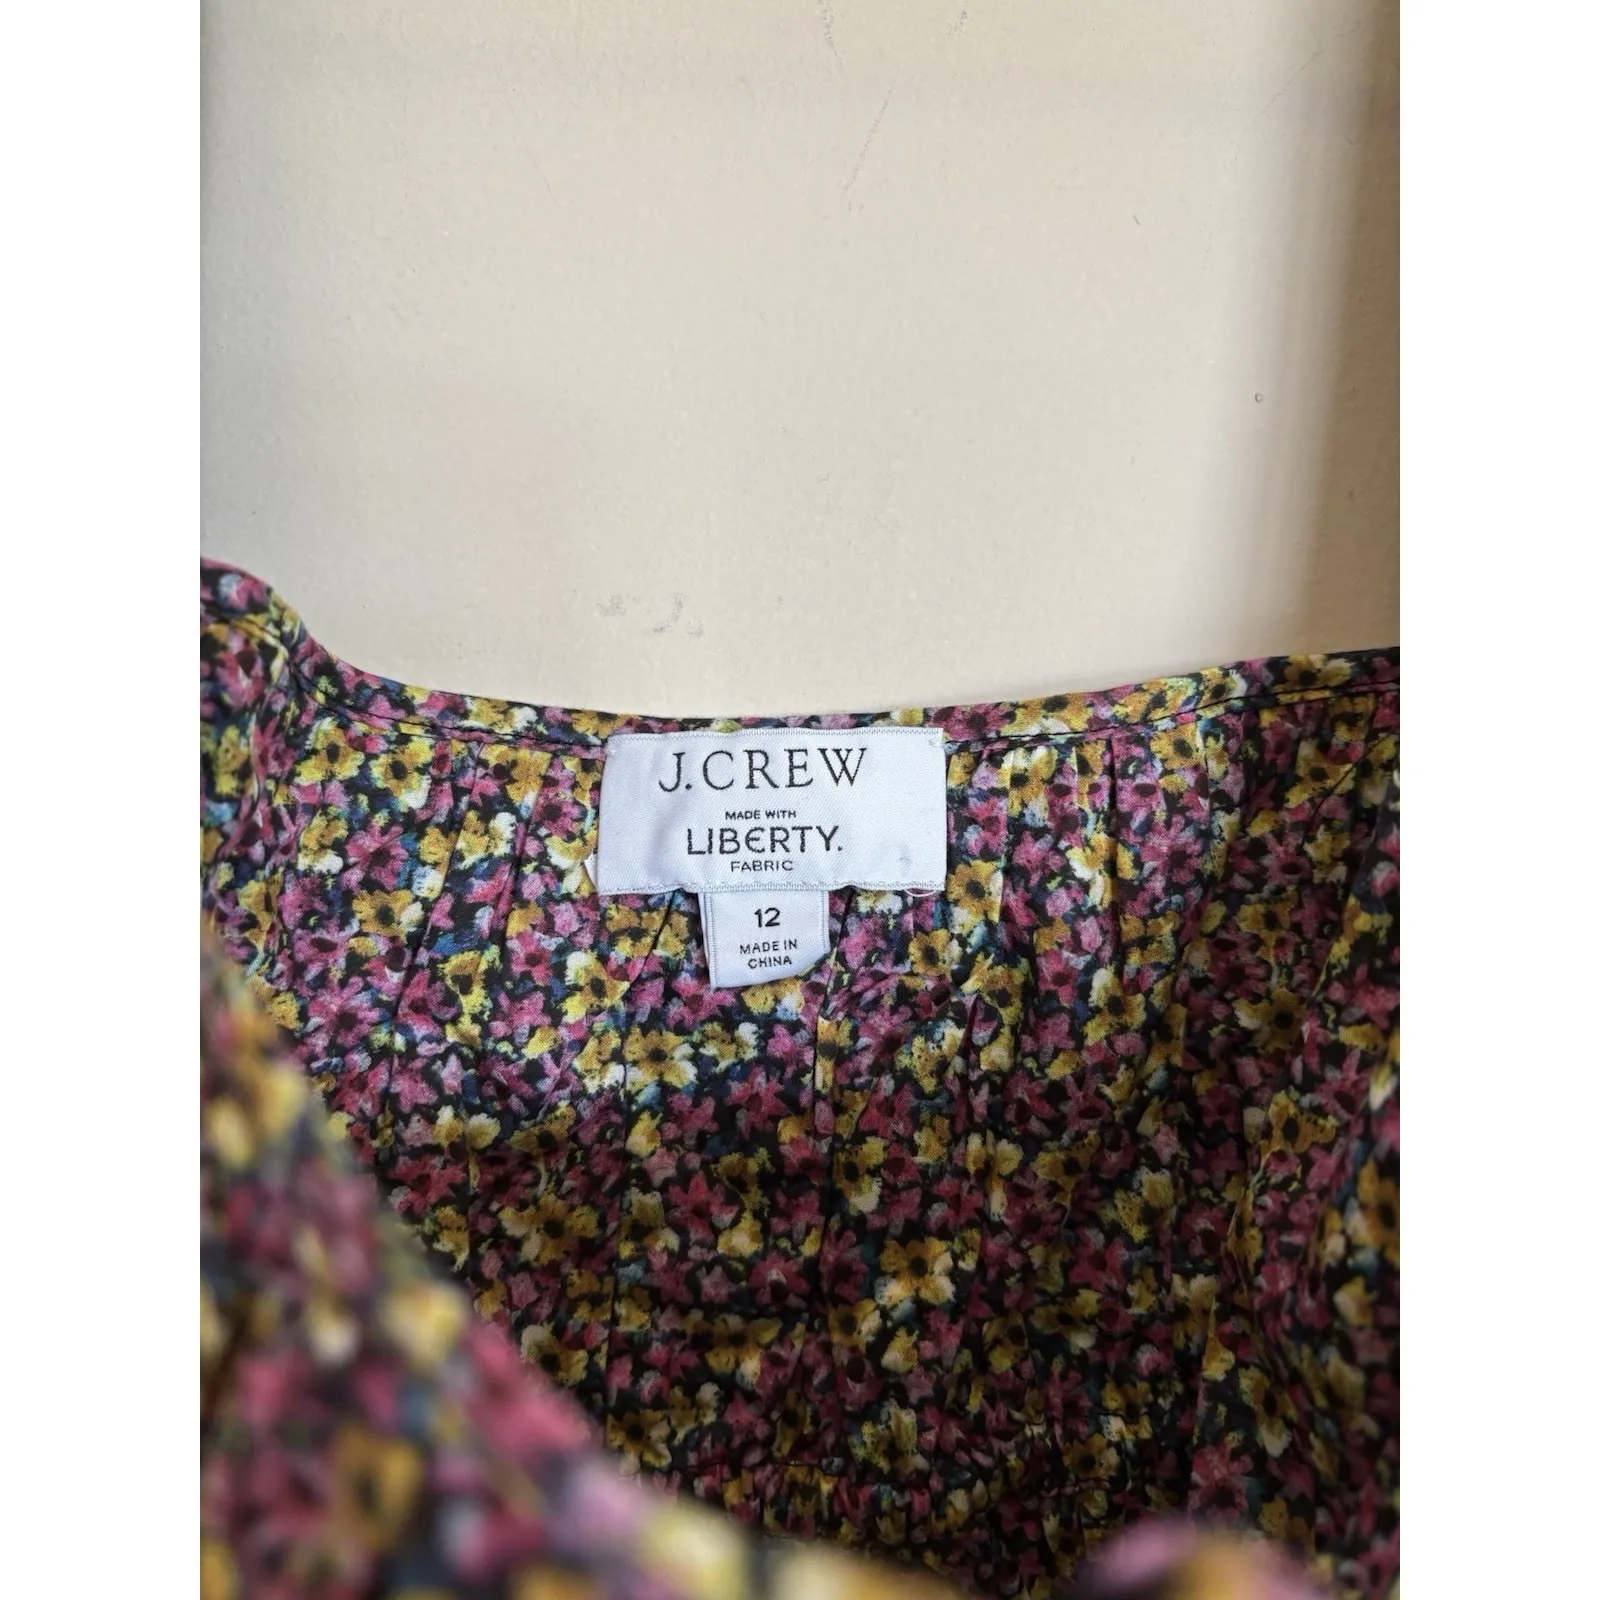 J.CREW
MADE WITH
LIBERTY.
FABRIC
12
MADE IN
CHINA